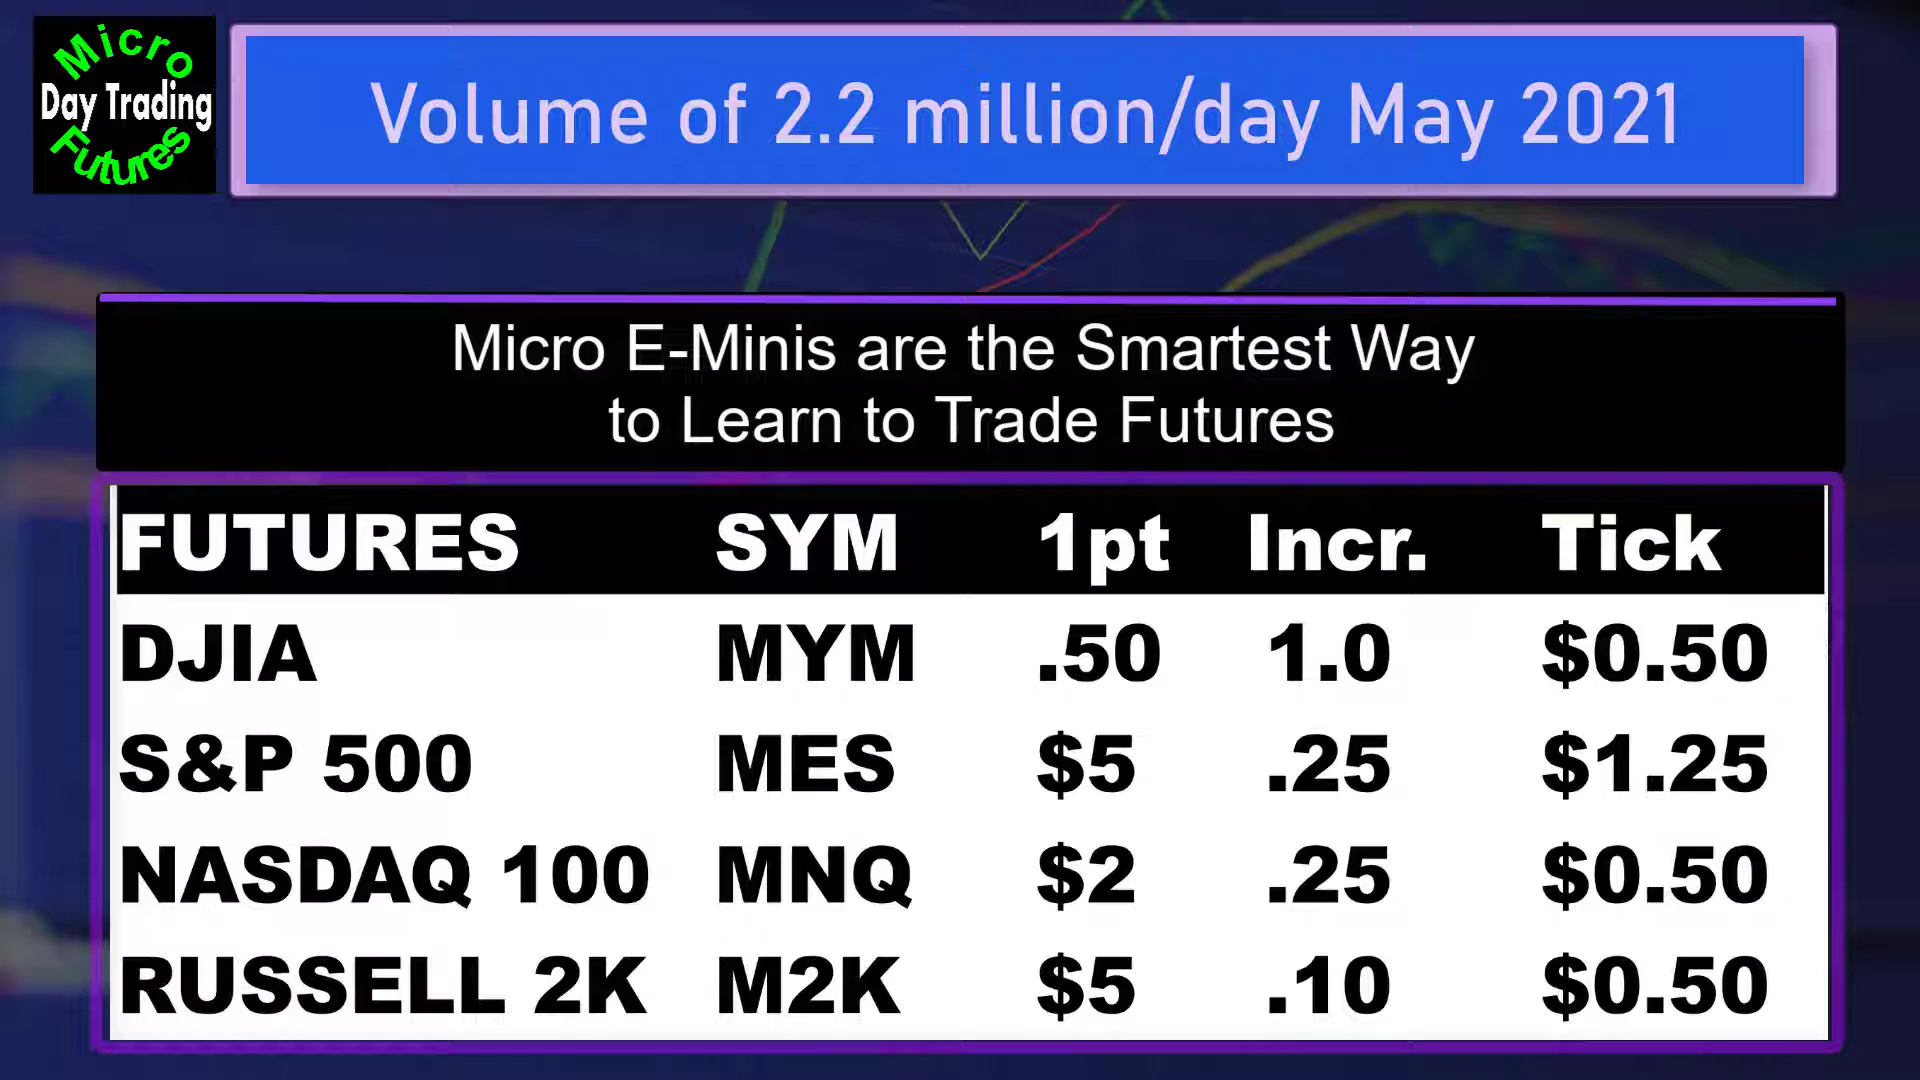 Micro
Day Trading
Futures
Volume of 2.2 million/day May 2021
Micro E-Minis are the Smartest Way
to Learn to Trade Futures
FUTURES SYM 1pt Incr. Tick
DJIA MYM .50 1.0 $0.50
S&P 500 MES $5 .25 $1.25
NASDAQ 100 MNQ $2 .25 $0.50
RUSSELL 2K M2K $5 .10 $0.50